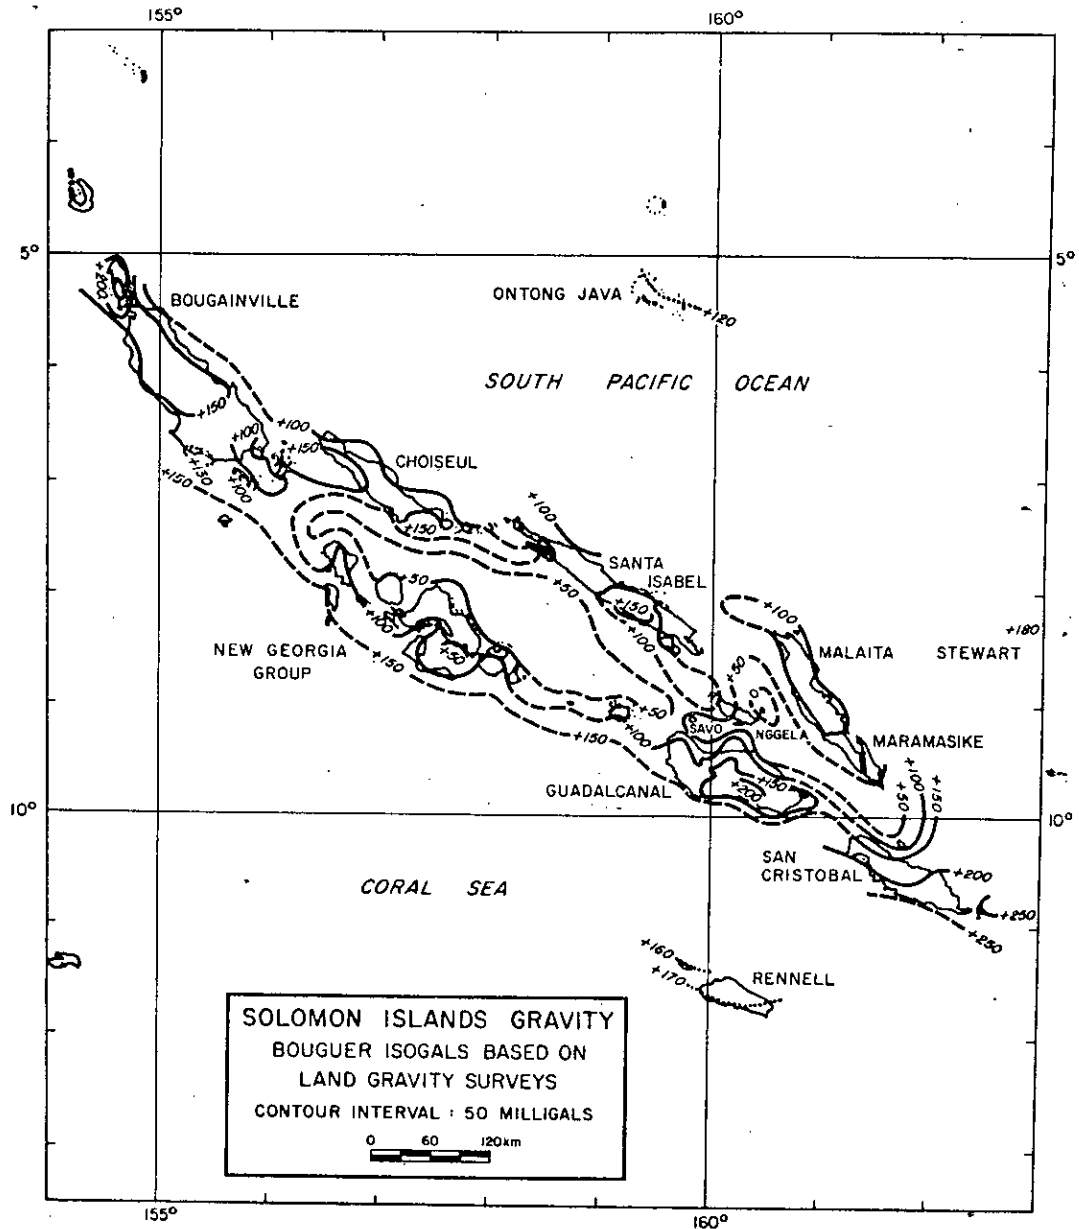 155°
160°
5°
5°
+200
BOUGAINVILLE
ONTONG JAVA
+120
SOUTH PACIFIC OCEAN
+150
+100
+100
+150
CHOISEUL
+130
+150
+100
+100
+150
SANTA
ISABEL
+50
+50
+150
+100
+100
+180
+100
NEW GEORGIA
GROUP
+50
+150
MALAITA
STEWART
+50
0
+50
SAVO
NGGELA
+100
+150
MARAMASIKE
GUADALCANAL
+150
+200
+50
+100
+150
10°
10°
SAN
CRISTOBAL
+200
CORAL SEA
+250
+250
+160
+170
RENNELL
SOLOMON ISLANDS GRAVITY
BOUGUER ISOGALS BASED ON
LAND GRAVITY SURVEYS
CONTOUR INTERVAL : 50 MILLIGALS
0 60 120km
155°
160°